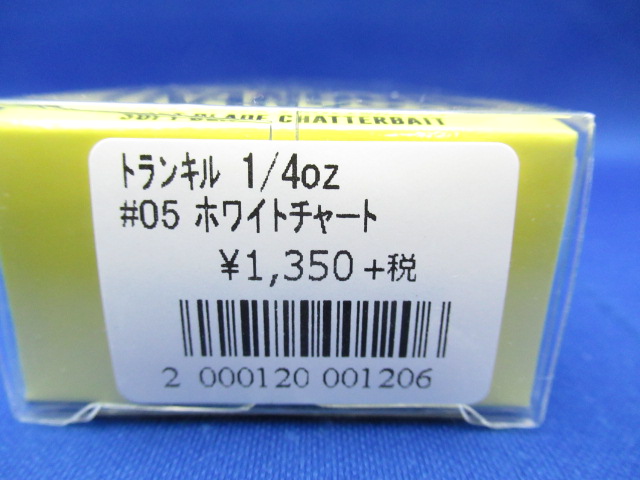 BLADE CHATTERBAIT
ﾄﾗﾝｷﾙ 1/4oz
#05 ホワイトチャート
¥1,350 +税
2 000120 001206